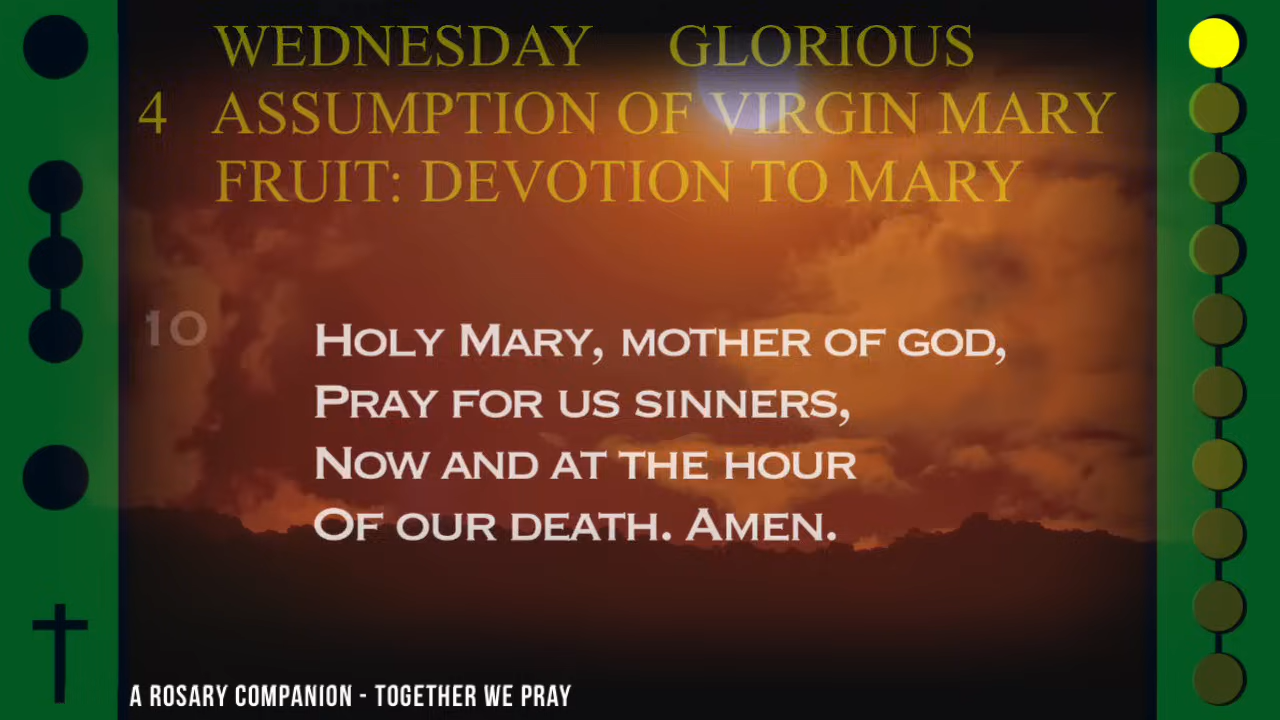 WEDNESDAY GLORIOUS
4 ASSUMPTION OF VIRGIN MARY
FRUIT: DEVOTION TO MARY
10 HOLY MARY, MOTHER OF GOD,
PRAY FOR US SINNERS,
NOW AND AT THE HOUR
OF OUR DEATH. AMEN.
A ROSARY COMPANION - TOGETHER WE PRAY